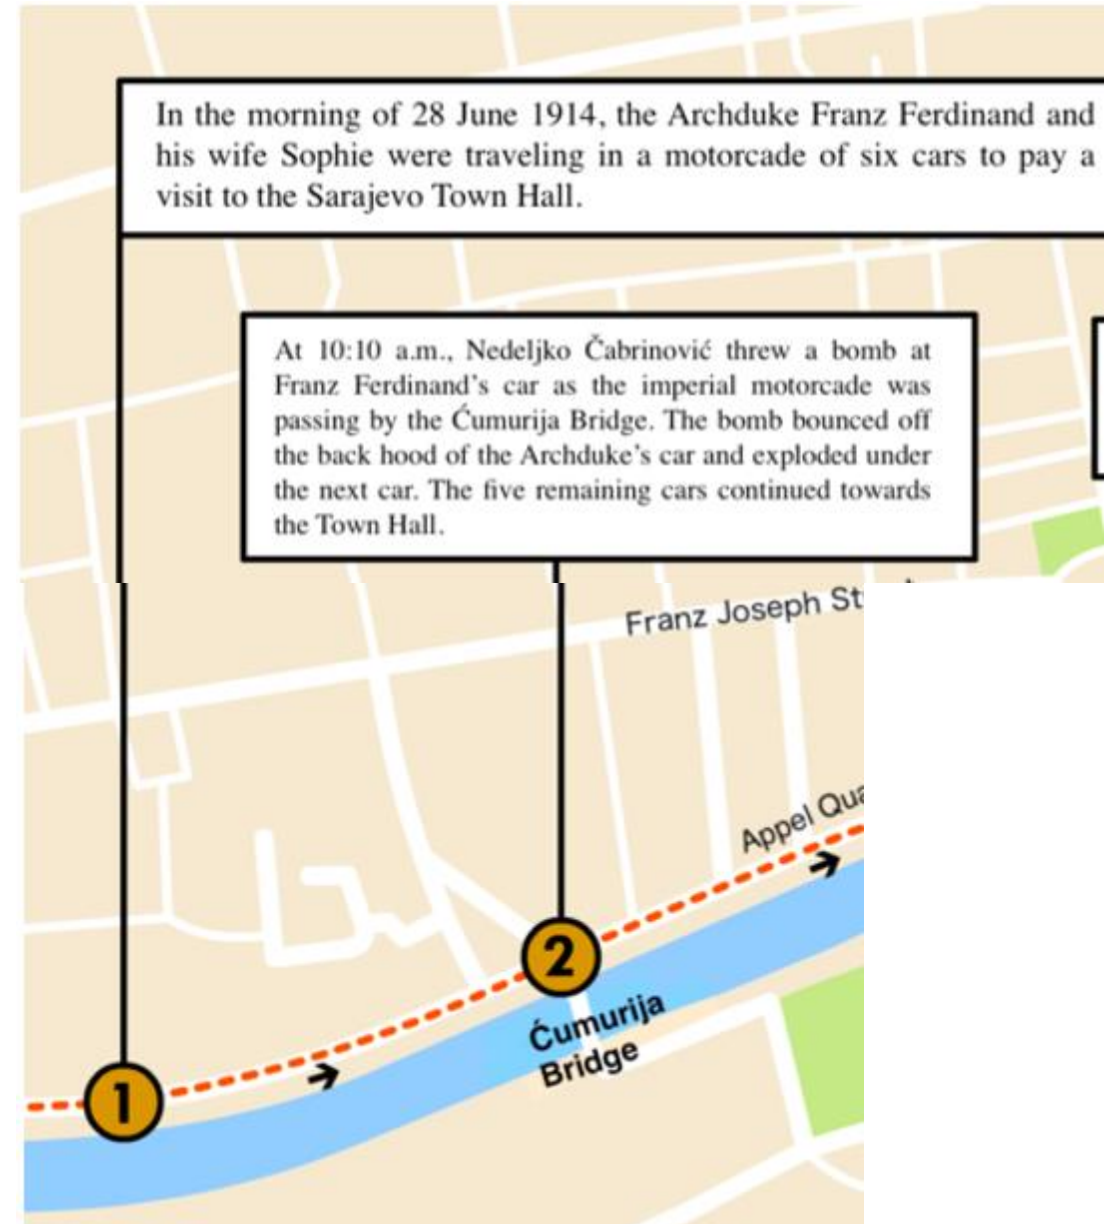 In the morning of 28 June 1914, the Archduke Franz Ferdinand and
his wife Sophie were traveling in a motorcade of six cars to pay a
visit to the Sarajevo Town Hall.
At 10:10 a.m., Nedeljko Čabrinović threw a bomb at
Franz Ferdinand's car as the imperial motorcade was
passing by the Ćumurija Bridge. The bomb bounced off
the back hood of the Archduke's car and exploded under
the next car. The five remaining cars continued towards
the Town Hall.
Franz Joseph St
Appel Qua
2
Ćumurija
Bridge
1